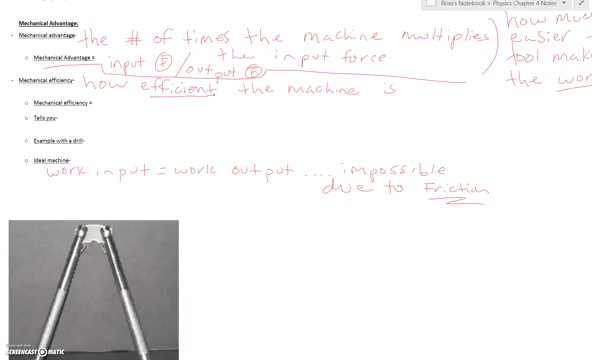 Ross's Notebook: » Physics Chapter 4 Notes
Mechanical Advantage:
- Mechanical advantage- the # of times the machine multiplies the input force
how much easier a tool makes the work
o Mechanical Advantage = input F / output F
- Mechanical efficiency- how efficient the machine is
o Mechanical efficiency =
o Tells you-
o Example with a drill-
o Ideal machine-
work input = work output .... impossible
due to Friction
RECORDED WITH
SCREENCAST-O-MATIC